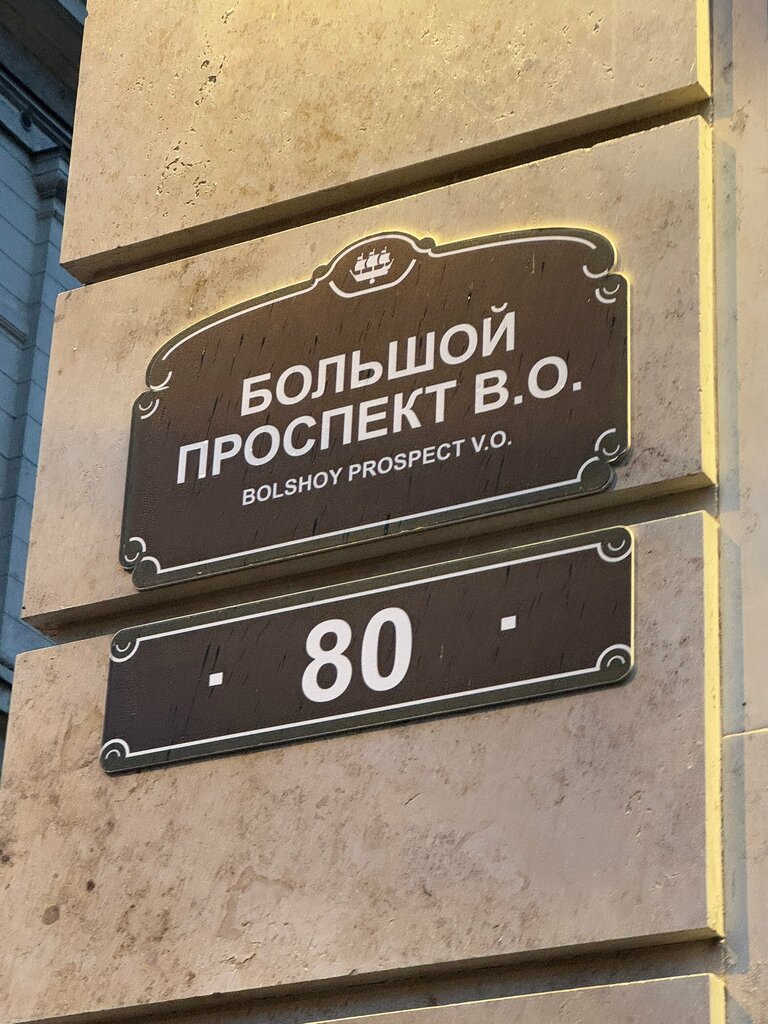 БОЛЬШОЙ
ПРОСПЕКТ В.О.
BOLSHOY PROSPECT V.O.
80